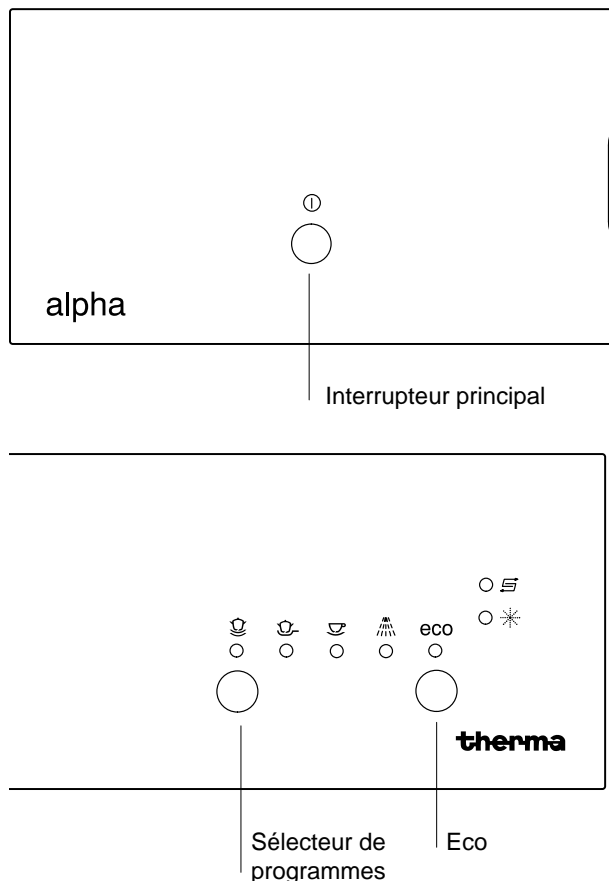 alpha
Interrupteur principal
eco
therma
Sélecteur de
programmes
Eco